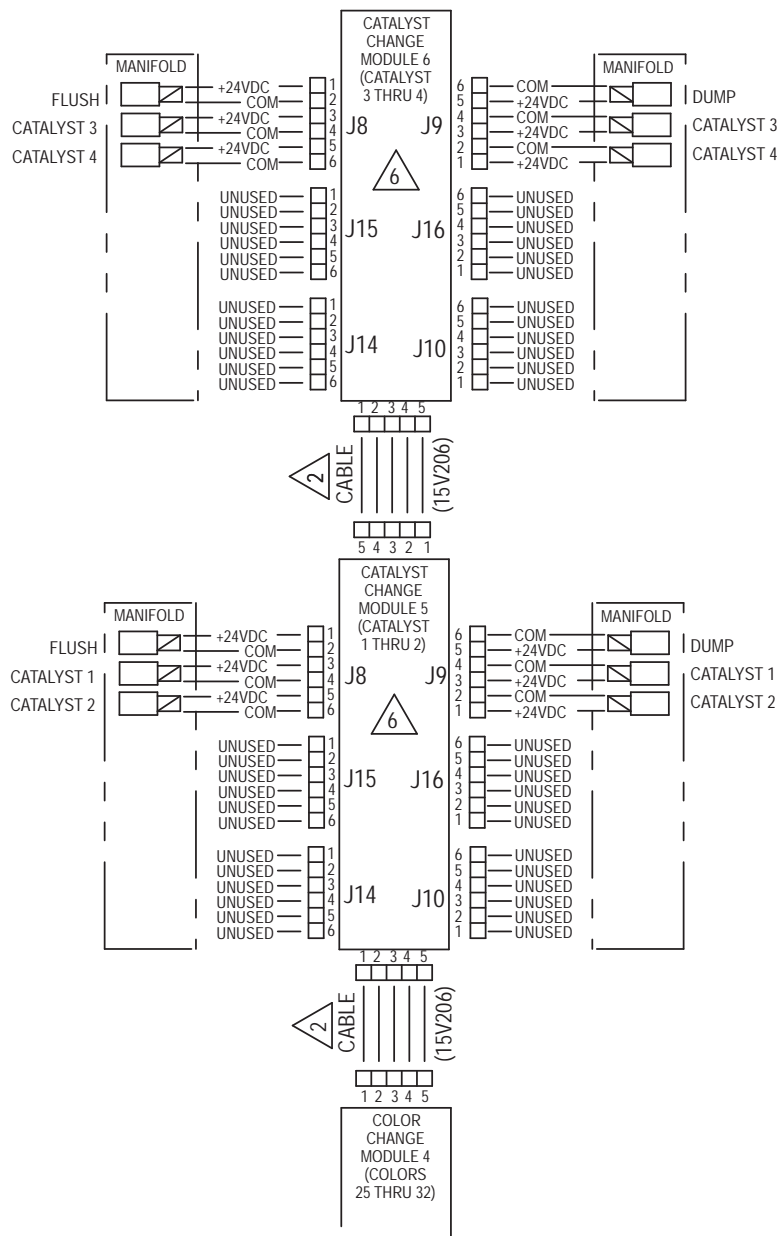 CATALYST
CHANGE
MODULE 6
(CATALYST
3 THRU 4)
MANIFOLD
FLUSH
CATALYST 3
CATALYST 4
+24VDC 1
COM 2
+24VDC 3
COM 4
+24VDC 5
COM 6
J8
J9
6 COM
5 +24VDC
4 COM
3 +24VDC
2 COM
1 +24VDC
MANIFOLD
DUMP
CATALYST 3
CATALYST 4
6
UNUSED 1
UNUSED 2
UNUSED 3
UNUSED 4
UNUSED 5
UNUSED 6
J15
J16
6 UNUSED
5 UNUSED
4 UNUSED
3 UNUSED
2 UNUSED
1 UNUSED
UNUSED 1
UNUSED 2
UNUSED 3
UNUSED 4
UNUSED 5
UNUSED 6
J14
J10
6 UNUSED
5 UNUSED
4 UNUSED
3 UNUSED
2 UNUSED
1 UNUSED
1 2 3 4 5
2
CABLE
(15V206)
5 4 3 2 1
CATALYST
CHANGE
MODULE 5
(CATALYST
1 THRU 2)
MANIFOLD
FLUSH
CATALYST 1
CATALYST 2
+24VDC 1
COM 2
+24VDC 3
COM 4
+24VDC 5
COM 6
J8
J9
6 COM
5 +24VDC
4 COM
3 +24VDC
2 COM
1 +24VDC
MANIFOLD
DUMP
CATALYST 1
CATALYST 2
6
UNUSED 1
UNUSED 2
UNUSED 3
UNUSED 4
UNUSED 5
UNUSED 6
J15
J16
6 UNUSED
5 UNUSED
4 UNUSED
3 UNUSED
2 UNUSED
1 UNUSED
UNUSED 1
UNUSED 2
UNUSED 3
UNUSED 4
UNUSED 5
UNUSED 6
J14
J10
6 UNUSED
5 UNUSED
4 UNUSED
3 UNUSED
2 UNUSED
1 UNUSED
1 2 3 4 5
2
CABLE
(15V206)
1 2 3 4 5
COLOR
CHANGE
MODULE 4
(COLORS
25 THRU 32)